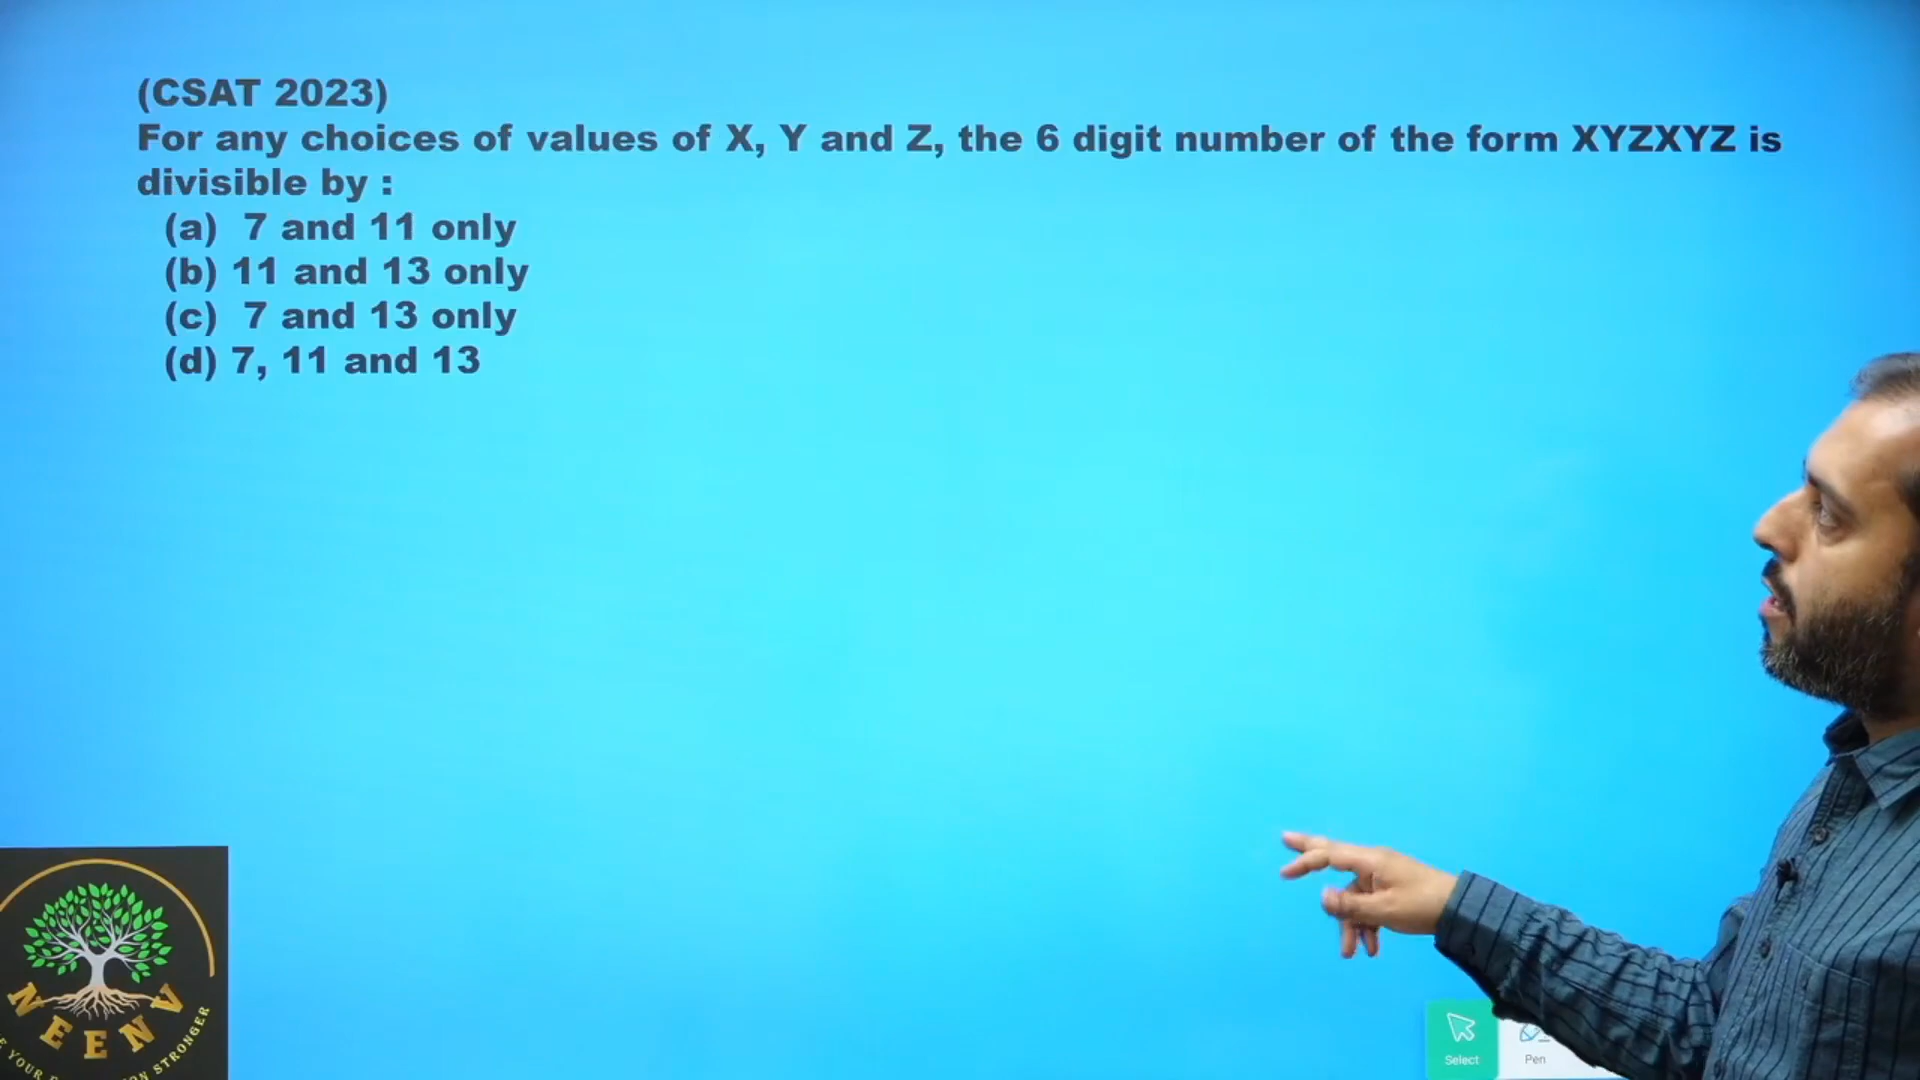 (CSAT 2023)
For any choices of values of X, Y and Z, the 6 digit number of the form XYZXYZ is
divisible by :
(a) 7 and 11 only
(b) 11 and 13 only
(c) 7 and 13 only
(d) 7, 11 and 13
NEENV
YOUR
ON STRONGER
Select
Pen